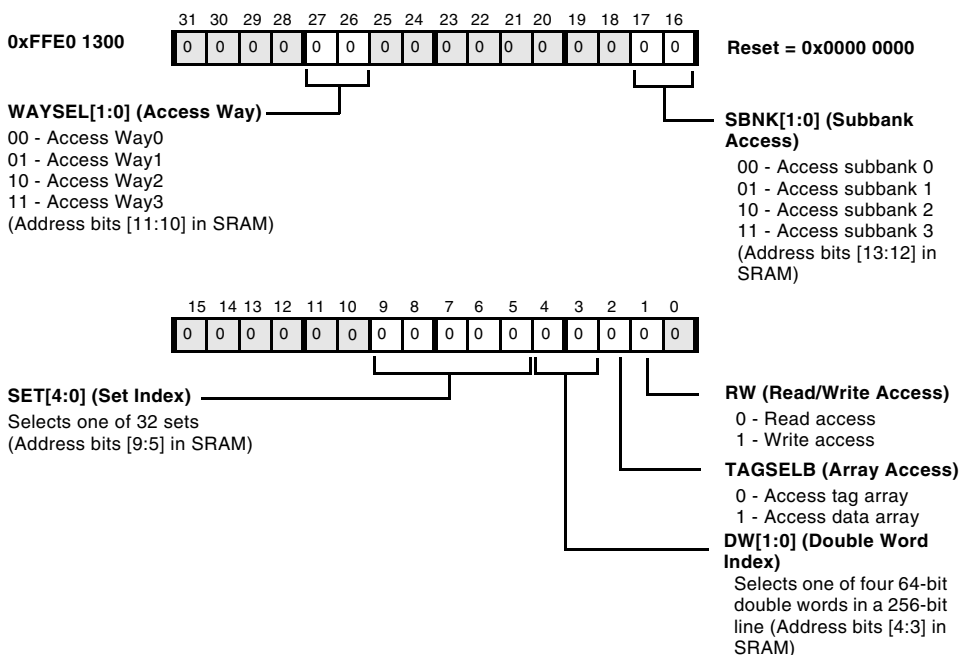 31 30 29 28 27 26 25 24 23 22 21 20 19 18 17 16
0xFFE0 1300
0 0 0 0 0 0 0 0 0 0 0 0 0 0 0 0
Reset = 0x0000 0000
WAYSEL[1:0] (Access Way)
00 - Access Way0
01 - Access Way1
10 - Access Way2
11 - Access Way3
(Address bits [11:10] in SRAM)
SBNK[1:0] (Subbank
Access)
00 - Access subbank 0
01 - Access subbank 1
10 - Access subbank 2
11 - Access subbank 3
(Address bits [13:12] in
SRAM)
15 14 13 12 11 10 9 8 7 6 5 4 3 2 1 0
0 0 0 0 0 0 0 0 0 0 0 0 0 0 0 0
SET[4:0] (Set Index)
Selects one of 32 sets
(Address bits [9:5] in SRAM)
RW (Read/Write Access)
0 - Read access
1 - Write access
TAGSELB (Array Access)
0 - Access tag array
1 - Access data array
DW[1:0] (Double Word
Index)
Selects one of four 64-bit
double words in a 256-bit
line (Address bits [4:3] in
SRAM)